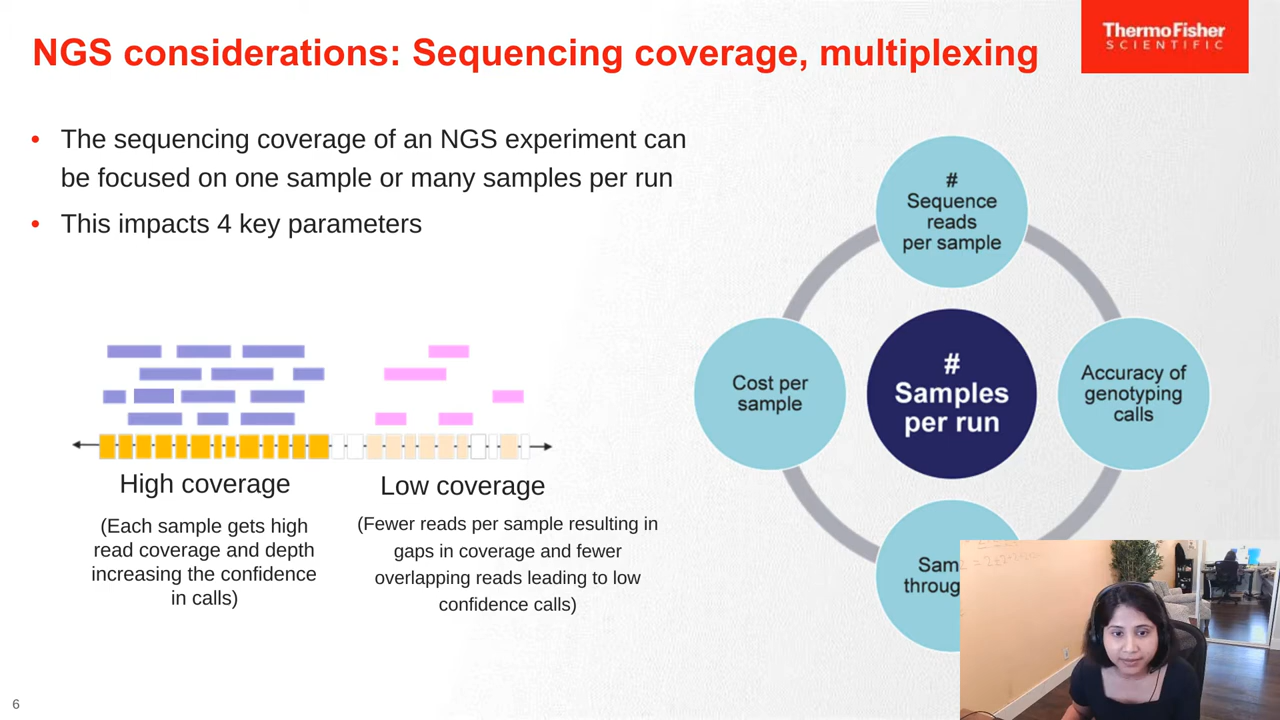 NGS considerations: Sequencing coverage, multiplexing
ThermoFisher
SCIENTIFIC
• The sequencing coverage of an NGS experiment can
be focused on one sample or many samples per run
• This impacts 4 key parameters
#
Sequence
reads
per sample
Cost per
sample
#
Samples
per run
Accuracy of
genotyping
calls
High coverage
(Each sample gets high
read coverage and depth
increasing the confidence
in calls)
Low coverage
(Fewer reads per sample resulting in
gaps in coverage and fewer
overlapping reads leading to low
confidence calls)
6